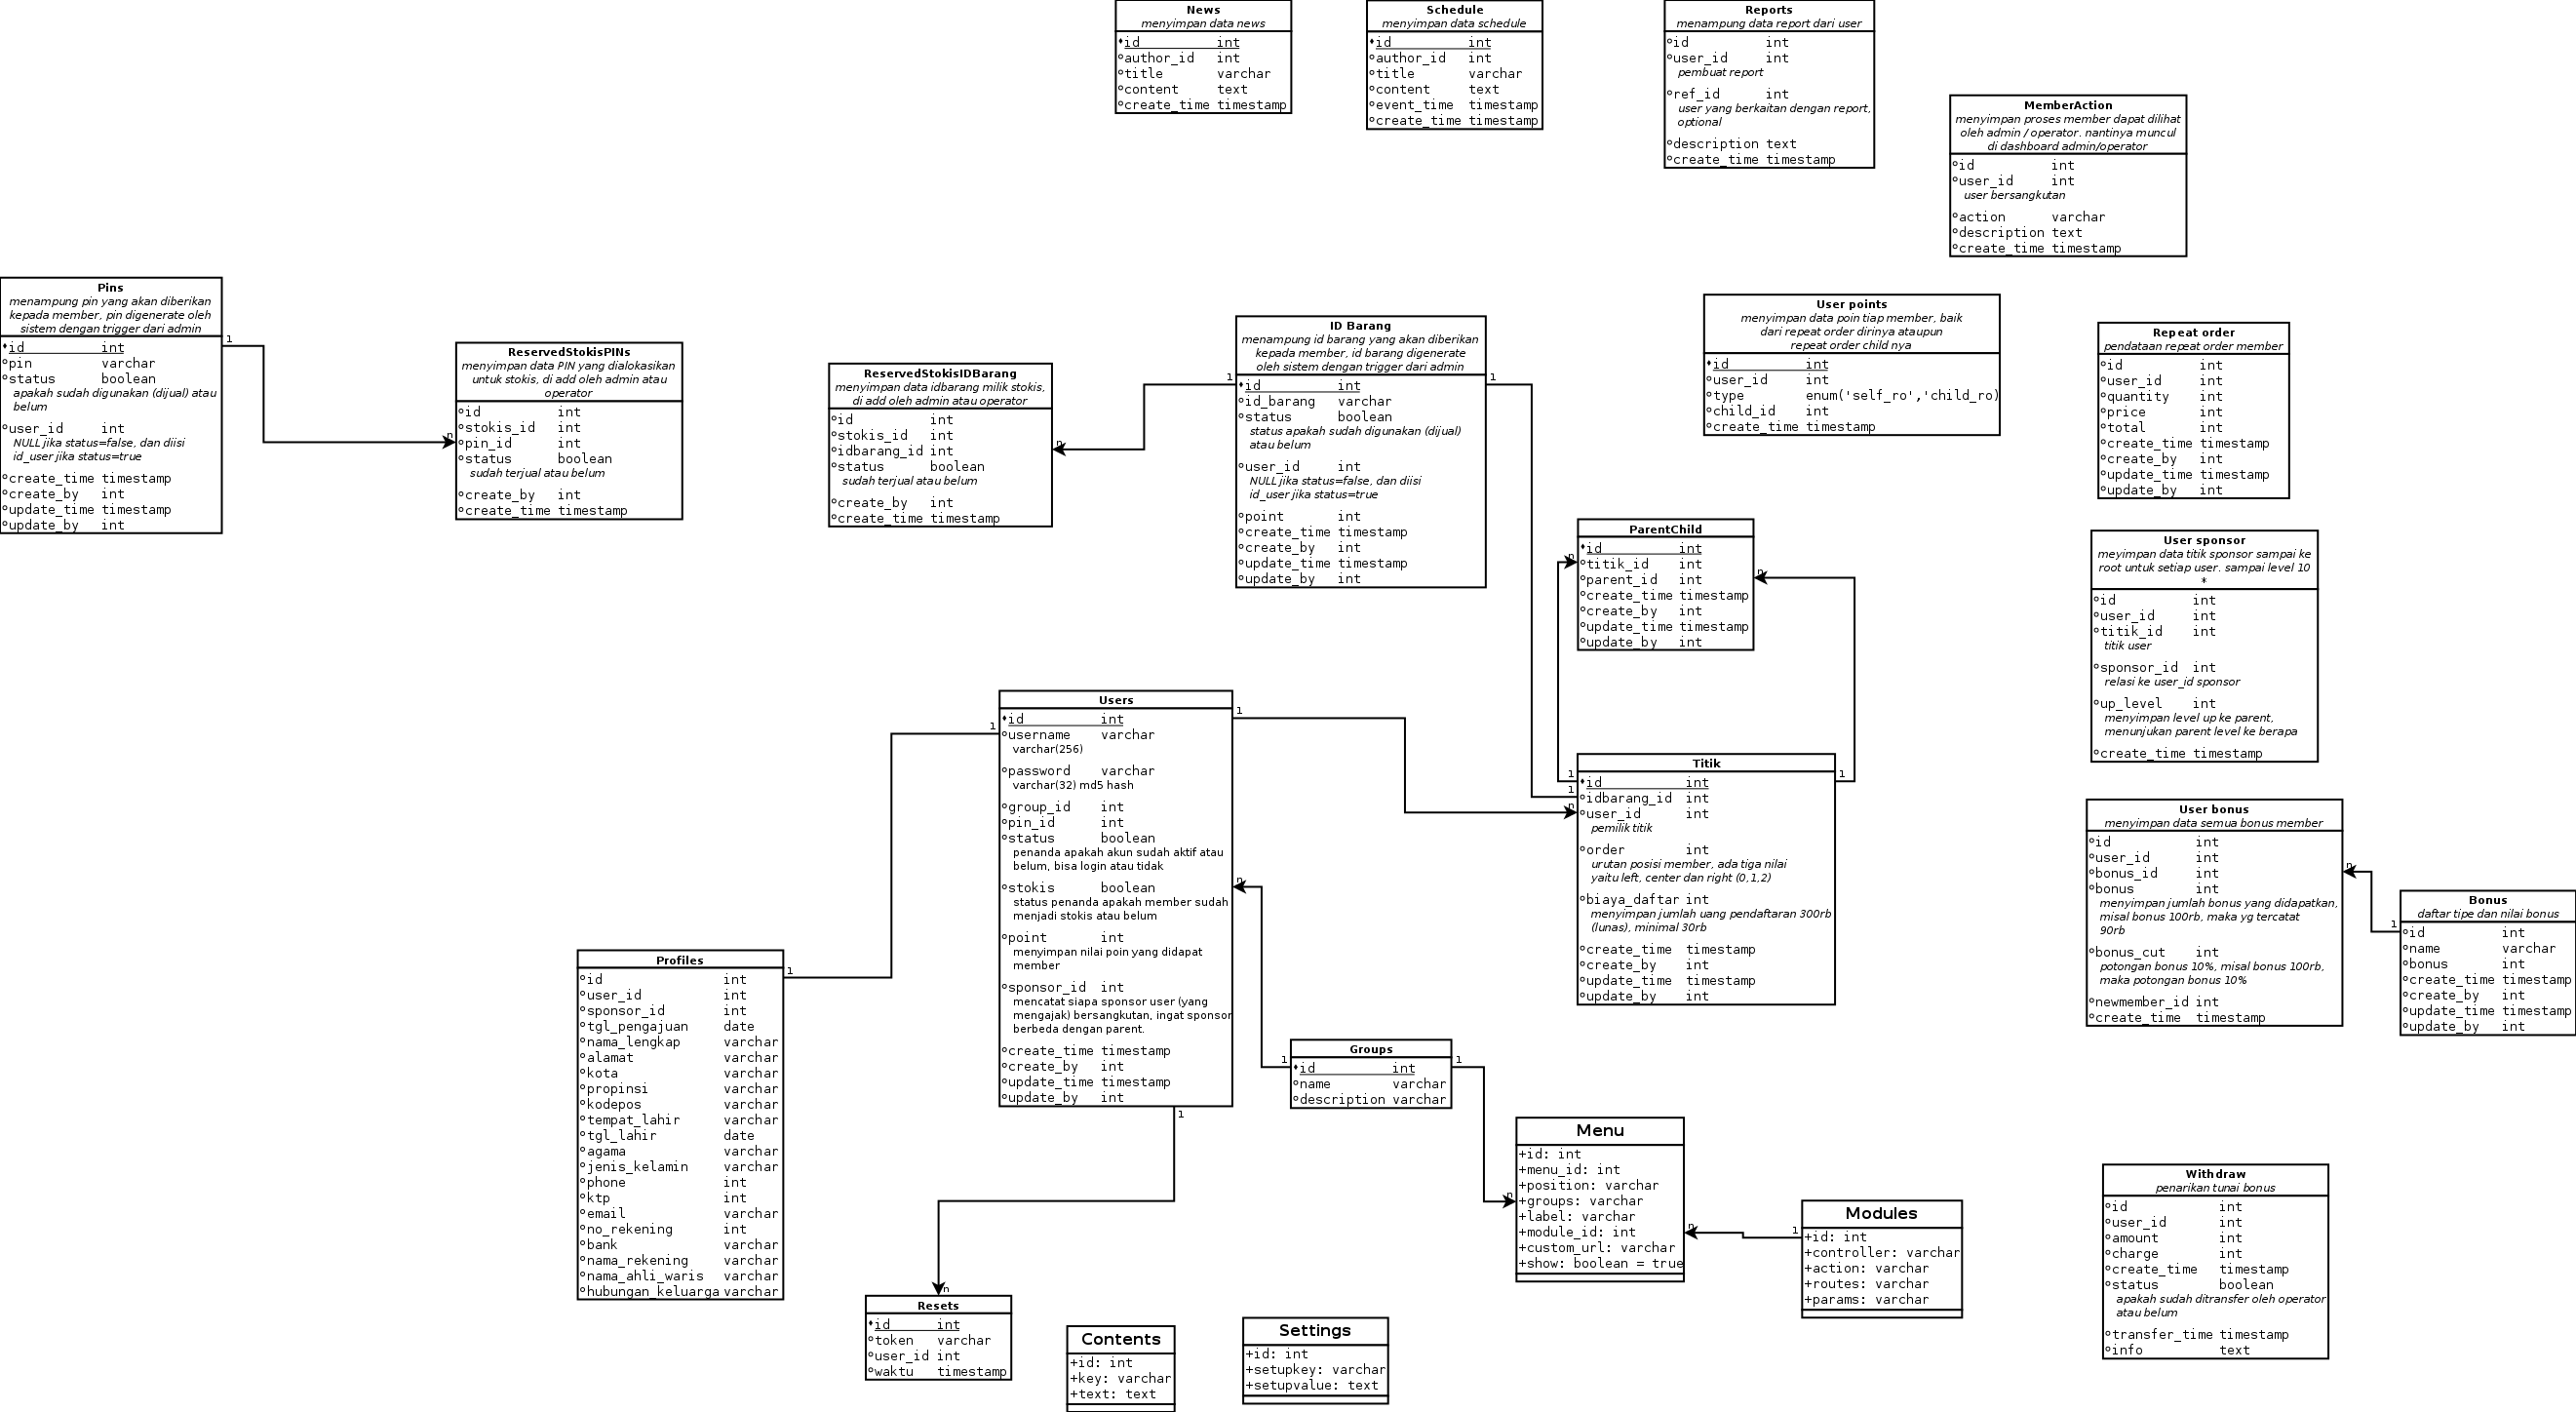 News
menyimpan data news
id int
author_id int
title varchar
content text
create_time timestamp
Schedule
menyimpan data schedule
id int
author_id int
title varchar
content text
event_time timestamp
create_time timestamp
Reports
menampung data report dari user
id int
user_id int
pembuat report
ref_id int
user yang berkaitan dengan report,
optional
description text
create_time timestamp
MemberAction
menyimpan proses member dapat dilihat
oleh admin / operator. nantinya muncul
di dashboard admin/operator
id int
user_id int
user bersangkutan
action varchar
description text
create_time timestamp
Pins
menampung pin yang akan diberikan
kepada member, pin digenerate oleh
sistem dengan trigger dari admin
id int
pin varchar
status boolean
apakah sudah digunakan (dijual) atau
belum
user_id int
NULL jika status=false, dan diisi
id_user jika status=true
create_time timestamp
create_by int
update_time timestamp
update_by int
1
n
ReservedStokisPINs
menyimpan data PIN yang dialokasikan
untuk stokis, di add oleh admin atau
operator
id int
stokis_id int
pin_id int
status boolean
sudah terjual atau belum
create_by int
create_time timestamp
ReservedStokisIDBarang
menyimpan data idbarang milik stokis,
di add oleh admin atau operator
id int
stokis_id int
idbarang_id int
status boolean
sudah terjual atau belum
create_by int
create_time timestamp
n
1
ID Barang
menampung id barang yang akan diberikan
kepada member, id barang digenerate
oleh sistem dengan trigger dari admin
id int
id_barang varchar
status boolean
status apakah sudah digunakan (dijual)
atau belum
user_id int
NULL jika status=false, dan diisi
id_user jika status=true
point int
create_time timestamp
create_by int
update_time timestamp
update_by int
1
User points
menyimpan data poin tiap member, baik
dari repeat order dirinya ataupun
repeat order child nya
id int
user_id int
type enum('self_ro','child_ro)
child_id int
create_time timestamp
Repeat order
pendataan repeat order member
id int
user_id int
quantity int
price int
total int
create_time timestamp
create_by int
update_time timestamp
update_by int
ParentChild
id int
titik_id int
parent_id int
create_time timestamp
create_by int
update_time timestamp
update_by int
n
n
User sponsor
meyimpan data titik sponsor sampai ke
root untuk setiap user. sampai level 10
*
id int
user_id int
titik_id int
titik user
sponsor_id int
relasi ke user_id sponsor
up_level int
menyimpan level up ke parent,
menunjukan parent level ke berapa
create_time timestamp
Users
id int
username varchar
varchar(256)
password varchar
varchar(32) md5 hash
group_id int
pin_id int
status boolean
penanda apakah akun sudah aktif atau
belum, bisa login atau tidak
stokis boolean
status penanda apakah member sudah
menjadi stokis atau belum
point int
menyimpan nilai poin yang didapat
member
sponsor_id int
mencatat siapa sponsor user (yang
mengajak) bersangkutan, ingat sponsor
berbeda dengan parent.
create_time timestamp
create_by int
update_time timestamp
update_by int
1
1
n
1
Titik
id int
idbarang_id int
user_id int
pemilik titik
order int
urutan posisi member, ada tiga nilai
yaitu left, center dan right (0,1,2)
biaya_daftar int
menyimpan jumlah uang pendaftaran 300rb
(lunas), minimal 30rb
create_time timestamp
create_by int
update_time timestamp
update_by int
1
1
n
1
User bonus
menyimpan data semua bonus member
id int
user_id int
bonus_id int
bonus int
menyimpan jumlah bonus yang didapatkan,
misal bonus 100rb, maka yg tercatat
90rb
bonus_cut int
potongan bonus 10%, misal bonus 100rb,
maka potongan bonus 10%
newmember_id int
create_time timestamp
n
1
Bonus
daftar tipe dan nilai bonus
id int
name varchar
bonus int
create_time timestamp
create_by int
update_time timestamp
update_by int
Profiles
id int
user_id int
sponsor_id int
tgl_pengajuan date
nama_lengkap varchar
alamat varchar
kota varchar
propinsi varchar
kodepos varchar
tempat_lahir varchar
tgl_lahir date
agama varchar
jenis_kelamin varchar
phone int
ktp int
email varchar
no_rekening int
bank varchar
nama_rekening varchar
nama_ahli_waris varchar
hubungan_keluarga varchar
1
Groups
id int
name varchar
description varchar
1
1
Menu
+id: int
+menu_id: int
+position: varchar
+groups: varchar
+label: varchar
+module_id: int
+custom_url: varchar
+show: boolean = true
n
n
Modules
+id: int
+controller: varchar
+action: varchar
+routes: varchar
+params: varchar
1
Withdraw
penarikan tunai bonus
id int
user_id int
amount int
charge int
create_time timestamp
status boolean
apakah sudah ditransfer oleh operator
atau belum
transfer_time timestamp
info text
n
Resets
id int
token varchar
user_id int
waktu timestamp
Contents
+id: int
+key: varchar
+text: text
Settings
+id: int
+setupkey: varchar
+setupvalue: text